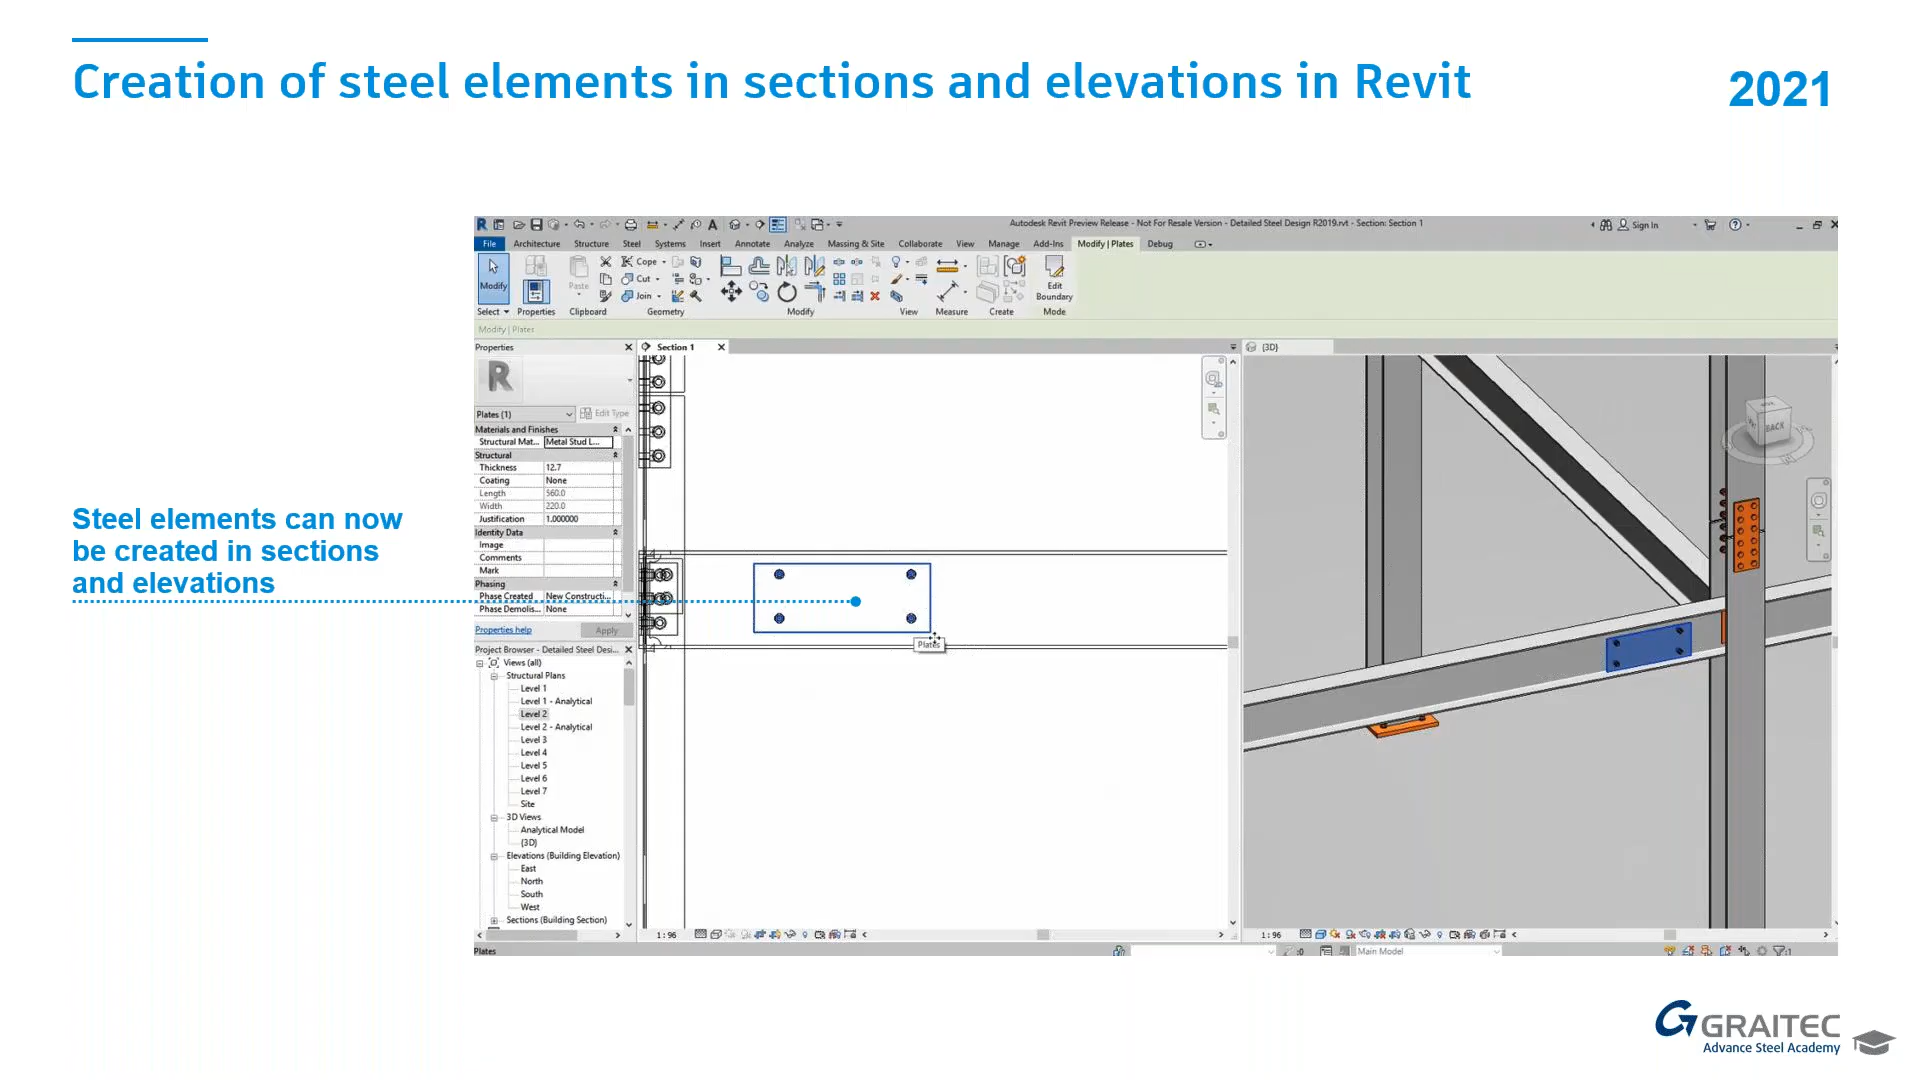 Creation of steel elements in sections and elevations in Revit
2021
Autodesk Revit Preview Release - Not For Resale Version - Detailed Steel Design R2019.rvt - Section: Section 1
Sign In
File Architecture Structure Steel Systems Insert Annotate Analyze Massing & Site Collaborate View Manage Add-Ins Modify | Plates Debug
Cope
Cut
Join
Modify
Paste
Edit
Boundary
Select Properties Clipboard Geometry Modify View Measure Create Mode
Modify | Plates
Properties
Section 1
{3D}
Plates (1)
Edit Type
Materials and Finishes
Structural Mat... Metal Stud L...
Structural
Thickness 12.7
Coating None
Length 560.0
Width 220.0
Justification 1.000000
Identity Data
Image
Comments
Mark
Phasing
Phase Created New Constructi...
Phase Demolis... None
Properties help
Apply
Steel elements can now
be created in sections
and elevations
Plates
BACK
Project Browser - Detailed Steel Desi...
Views (all)
Structural Plans
Level 1
Level 1 - Analytical
Level 2
Level 2 - Analytical
Level 3
Level 4
Level 5
Level 6
Level 7
Site
3D Views
Analytical Model
{3D}
Elevations (Building Elevation)
East
North
South
West
Sections (Building Section)
1 : 96
1 : 96
Plates
:0
Main Model
:1
GRAITEC
Advance Steel Academy